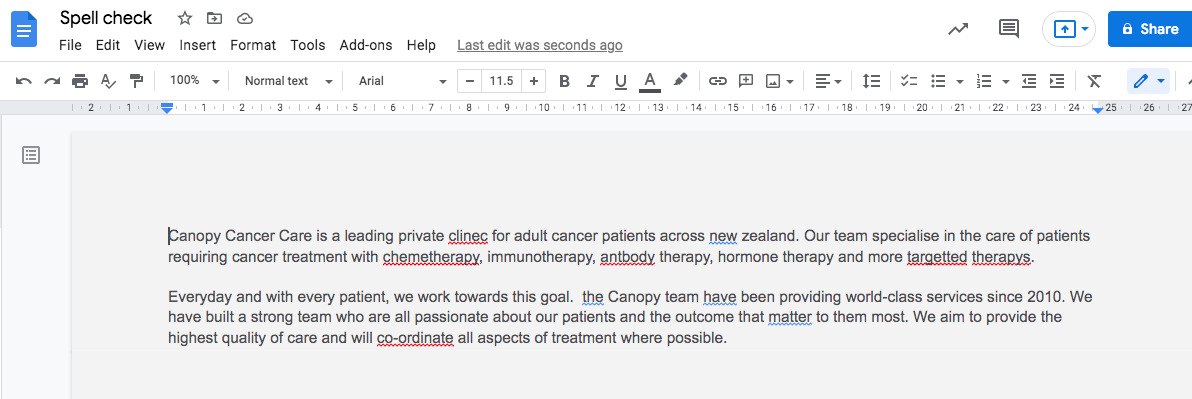 Spell check
File Edit View Insert Format Tools Add-ons Help Last edit was seconds ago
Share
100% Normal text Arial − 11.5 + B I U A
2 1 1 2 3 4 5 6 7 8 9 10 11 12 13 14 15 16 17 18 19 20 21 22 23 24 25 26 27
Canopy Cancer Care is a leading private clinec for adult cancer patients across new zealand. Our team specialise in the care of patients
requiring cancer treatment with chemetherapy, immunotherapy, antbody therapy, hormone therapy and more targetted therapys.
Everyday and with every patient, we work towards this goal.  the Canopy team have been providing world-class services since 2010. We
have built a strong team who are all passionate about our patients and the outcome that matter to them most. We aim to provide the
highest quality of care and will co-ordinate all aspects of treatment where possible.